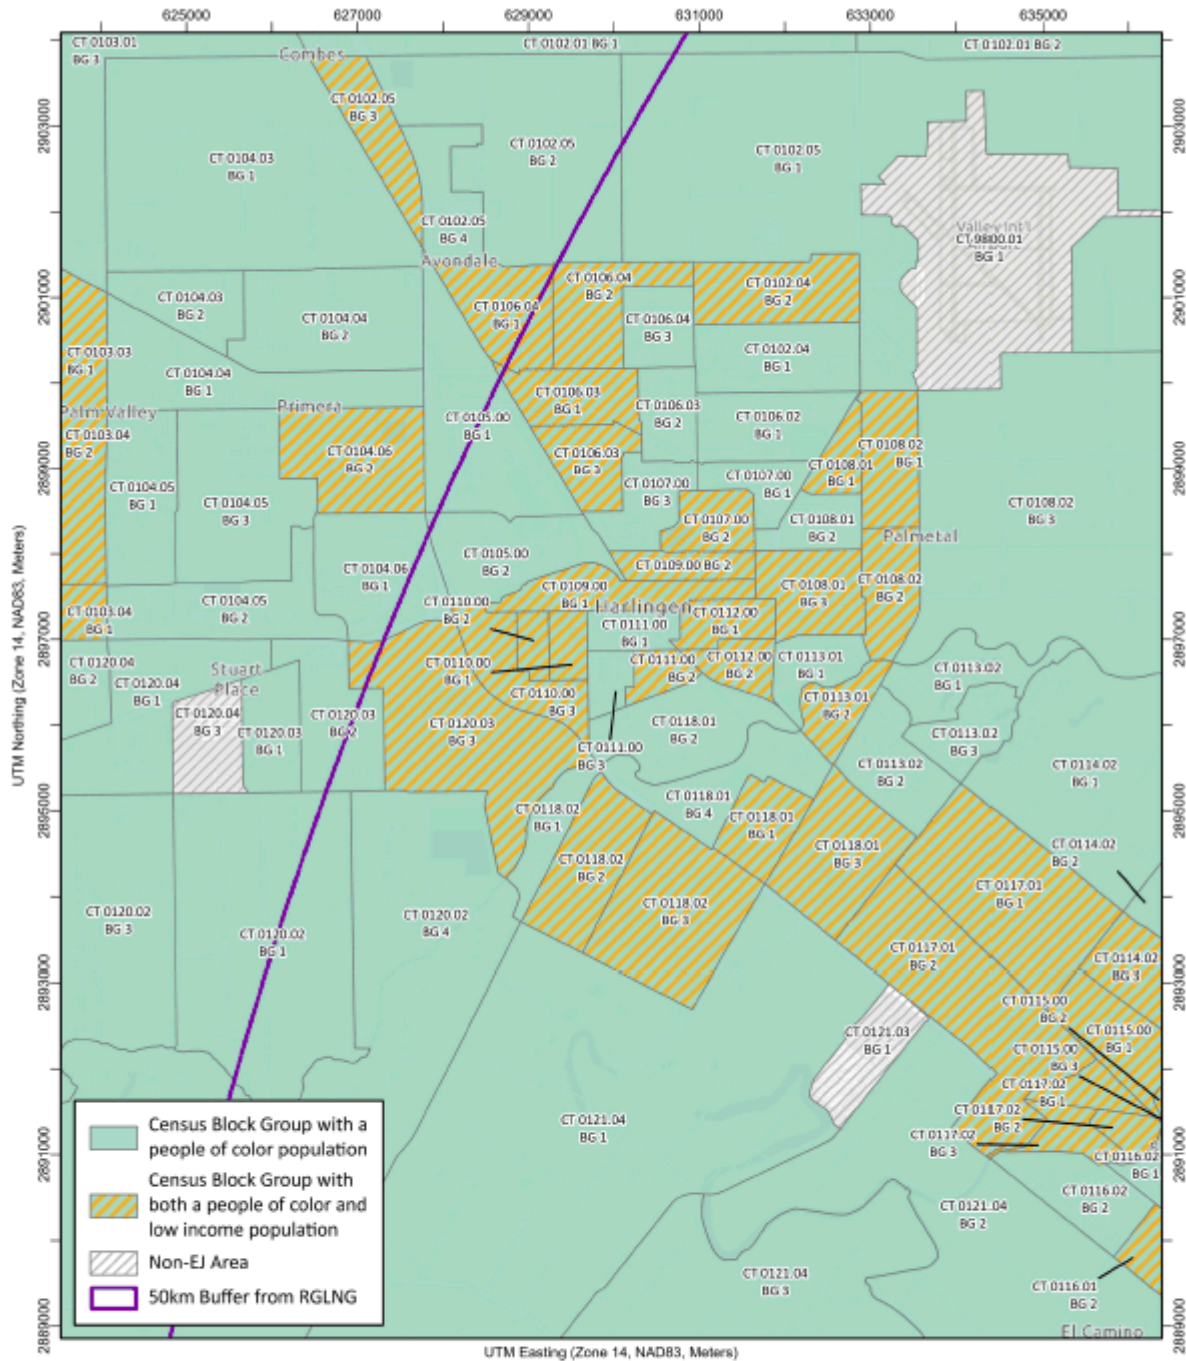 625000
627000
629000
631000
633000
635000
CT 0103.01
BG 3
CT 0102.01 BG 1
CT 0102.01 BG 2
Combes
CT 0102.05
BG 3
2903000
2903000
CT 0104.03
BG 1
CT 0102.05
BG 2
CT 0102.05
BG 1
CT 0102.05
BG 4
Valley Int'l
Airport
CT 9800.01
BG 1
Avondale
CT 0104.03
BG 2
CT 0104.04
BG 2
CT 0106.04
BG 1
CT 0106.04
BG 2
CT 0102.04
BG 2
2901000
2901000
CT 0106.04
BG 3
CT 0103.03
BG 1
CT 0104.04
BG 1
CT 0102.04
BG 1
Palm Valley
Primera
CT 0105.00
BG 1
CT 0106.03
BG 1
CT 0106.03
BG 2
CT 0106.02
BG 1
CT 0103.04
BG 2
CT 0104.06
BG 2
CT 0106.03
BG 3
CT 0108.01
BG 1
CT 0108.02
BG 1
2899000
2899000
CT 0104.05
BG 1
CT 0104.05
BG 3
CT 0107.00
BG 3
CT 0107.00
BG 1
CT 0107.00
BG 2
CT 0108.01
BG 2
CT 0108.02
BG 3
Palmetal
CT 0105.00
BG 2
CT 0109.00 BG 2
CT 0104.06
BG 1
CT 0109.00
BG 1
CT 0108.01
BG 3
CT 0108.02
BG 2
CT 0103.04
BG 1
CT 0104.05
BG 2
CT 0110.00
BG 2
Harlingen
CT 0111.00
BG 1
CT 0112.00
BG 1
2897000
2897000
CT 0120.04
BG 2
CT 0120.04
BG 1
Stuart
Place
CT 0110.00
BG 1
CT 0111.00
BG 2
CT 0112.00
BG 2
CT 0113.01
BG 1
CT 0113.02
BG 1
CT 0120.04
BG 3
CT 0120.03
BG 1
CT 0120.03
BG 2
CT 0120.03
BG 3
CT 0110.00
BG 3
CT 0113.01
BG 2
CT 0118.01
BG 2
CT 0113.02
BG 3
CT 0111.00
BG 3
CT 0113.02
BG 2
CT 0114.02
BG 1
2895000
2895000
CT 0118.02
BG 1
CT 0118.01
BG 4
CT 0118.01
BG 1
CT 0118.01
BG 3
CT 0114.02
BG 2
CT 0118.02
BG 2
CT 0117.01
BG 1
CT 0120.02
BG 3
CT 0120.02
BG 1
CT 0120.02
BG 4
CT 0118.02
BG 3
CT 0117.01
BG 2
CT 0114.02
BG 3
2893000
2893000
CT 0115.00
BG 2
CT 0121.03
BG 1
CT 0115.00
BG 1
CT 0115.00
BG 3
CT 0117.02
BG 1
CT 0121.04
BG 1
CT 0117.02
BG 2
CT 0117.02
BG 3
2891000
2891000
CT 0116.02
BG 1
CT 0116.02
BG 2
CT 0121.04
BG 2
CT 0121.04
BG 3
CT 0116.01
BG 2
2889000
2889000
El Camino
Census Block Group with a
people of color population
Census Block Group with
both a people of color and
low income population
Non-EJ Area
50km Buffer from RGLNG
UTM Northing (Zone 14, NAD83, Meters)
UTM Easting (Zone 14, NAD83, Meters)